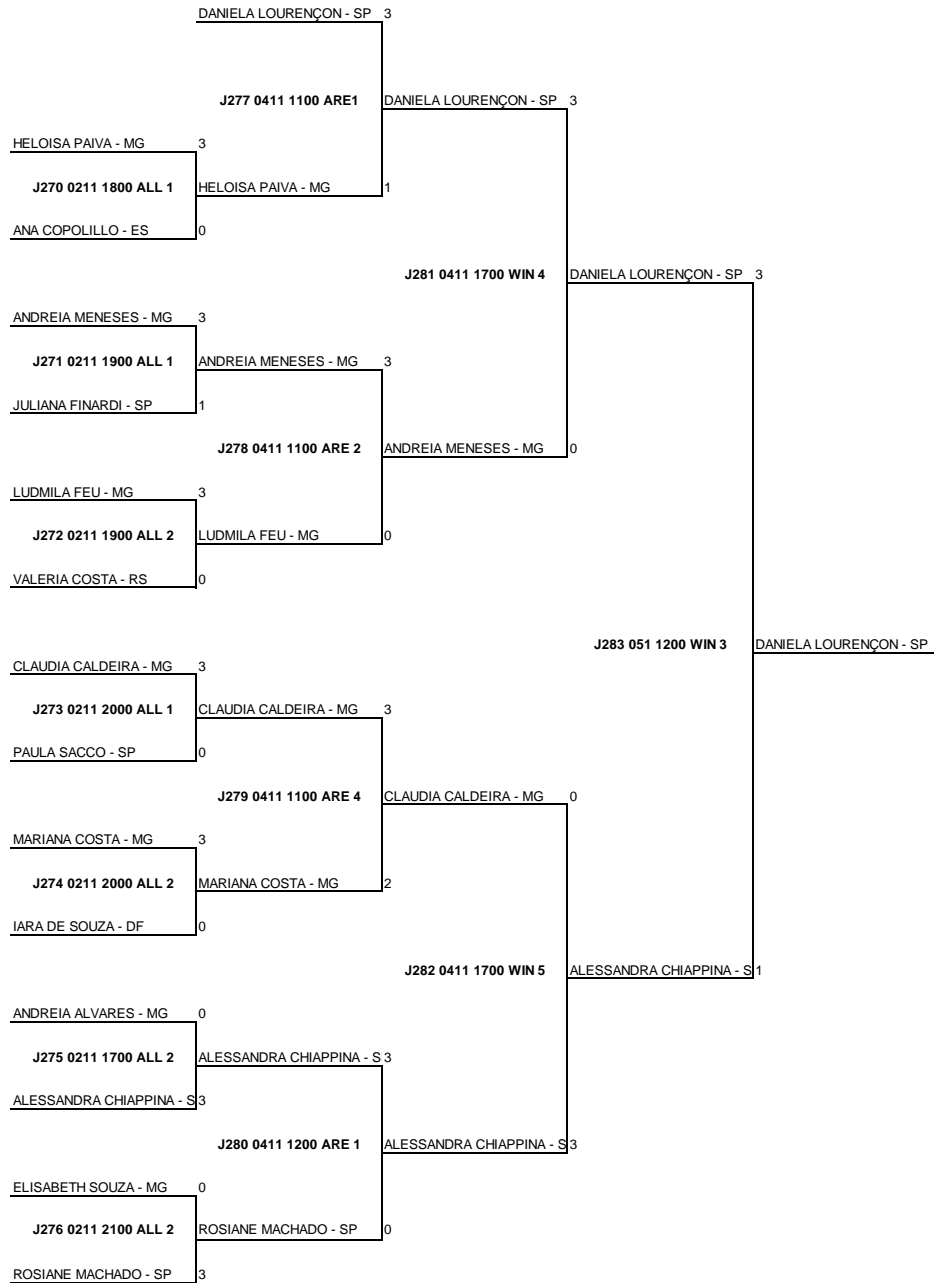 DANIELA LOURENÇON - SP 3
J277 0411 1100 ARE1 DANIELA LOURENÇON - SP 3
HELOISA PAIVA - MG 3
J270 0211 1800 ALL 1 HELOISA PAIVA - MG 1
ANA COPOLILLO - ES 0
J281 0411 1700 WIN 4 DANIELA LOURENÇON - SP 3
ANDREIA MENESES - MG 3
J271 0211 1900 ALL 1 ANDREIA MENESES - MG 3
JULIANA FINARDI - SP 1
J278 0411 1100 ARE 2 ANDREIA MENESES - MG 0
LUDMILA FEU - MG 3
J272 0211 1900 ALL 2 LUDMILA FEU - MG 0
VALERIA COSTA - RS 0
J283 051 1200 WIN 3 DANIELA LOURENÇON - SP
CLAUDIA CALDEIRA - MG 3
J273 0211 2000 ALL 1 CLAUDIA CALDEIRA - MG 3
PAULA SACCO - SP 0
J279 0411 1100 ARE 4 CLAUDIA CALDEIRA - MG 0
MARIANA COSTA - MG 3
J274 0211 2000 ALL 2 MARIANA COSTA - MG 2
IARA DE SOUZA - DF 0
J282 0411 1700 WIN 5 ALESSANDRA CHIAPPINA - S 1
ANDREIA ALVARES - MG 0
J275 0211 1700 ALL 2 ALESSANDRA CHIAPPINA - S 3
ALESSANDRA CHIAPPINA - S 3
J280 0411 1200 ARE 1 ALESSANDRA CHIAPPINA - S 3
ELISABETH SOUZA - MG 0
J276 0211 2100 ALL 2 ROSIANE MACHADO - SP 0
ROSIANE MACHADO - SP 3